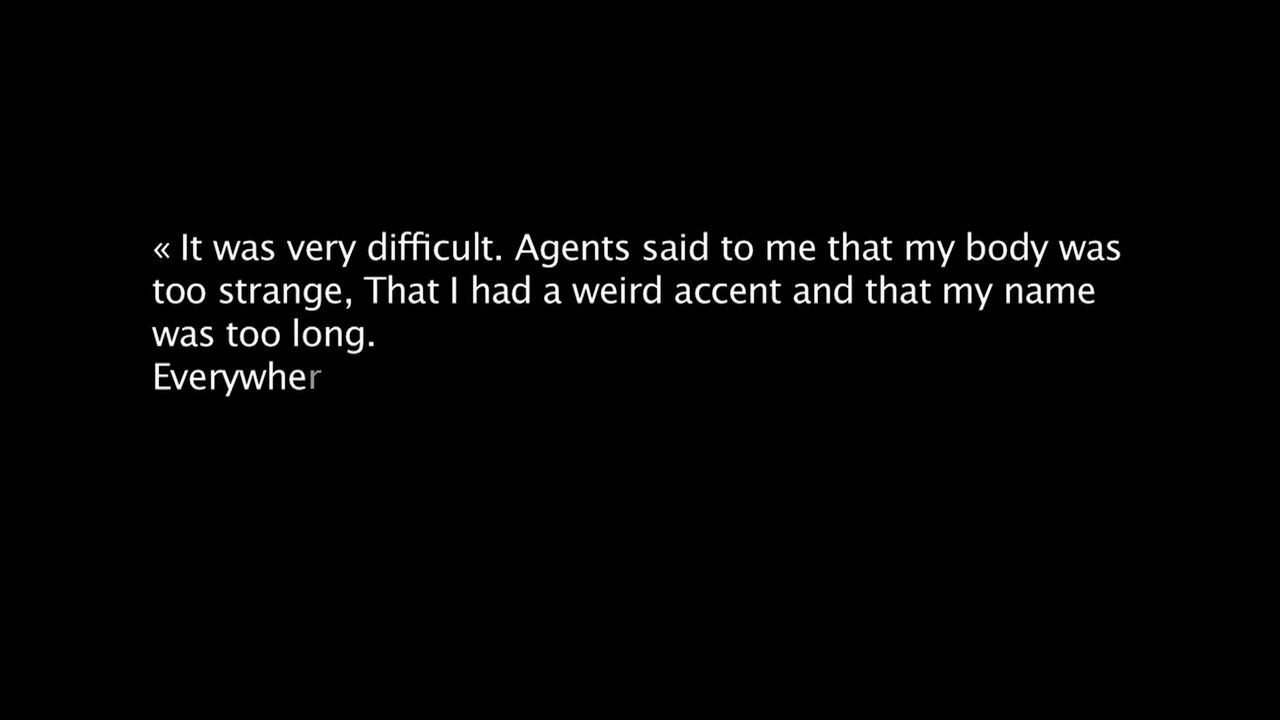 « It was very difficult. Agents said to me that my body was
too strange, That I had a weird accent and that my name
was too long.
Everywher